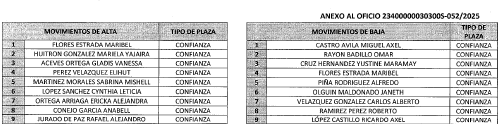 ANEXO AL OFICIO 23400000030300S-052/2025
MOVIMIENTOS DE ALTA TIPO DE PLAZA
1 FLORES ESTRADA MARIBEL CONFIANZA
2 HUITRON GONZALEZ MARIELA YAJAIRA CONFIANZA
3 ACEVES ORTEGA GLADIS VANESSA CONFIANZA
4 PEREZ VELAZQUEZ ELIHUT CONFIANZA
5 MARTINEZ MORALES SABRINA MISHELL CONFIANZA
6 LOPEZ SANCHEZ CYNTHIA LETICIA CONFIANZA
7 ORTEGA ARRIAGA ERICKA ALEJANDRA CONFIANZA
8 CONEJO GARCIA ANABELL CONFIANZA
9 JURADO DE PAZ RAFAEL ALEJANDRO CONFIANZA
MOVIMIENTOS DE BAJA TIPO DE PLAZA
1 CASTRO AVILA MIGUEL AXEL CONFIANZA
2 RAYON BADILLO OMAR CONFIANZA
3 CRUZ HERNANDEZ YUSTINE MARAMAY CONFIANZA
4 FLORES ESTRADA MARIBEL CONFIANZA
5 PIÑA RODRIGUEZ ALFREDO CONFIANZA
6 OLGUIN MALDONADO JANETH CONFIANZA
7 VELAZQUEZ GONZALEZ CARLOS ALBERTO CONFIANZA
8 RAMIREZ PEREZ ROBERTO CONFIANZA
9 LÓPEZ CASTILLO RICARDO AXEL CONFIANZA